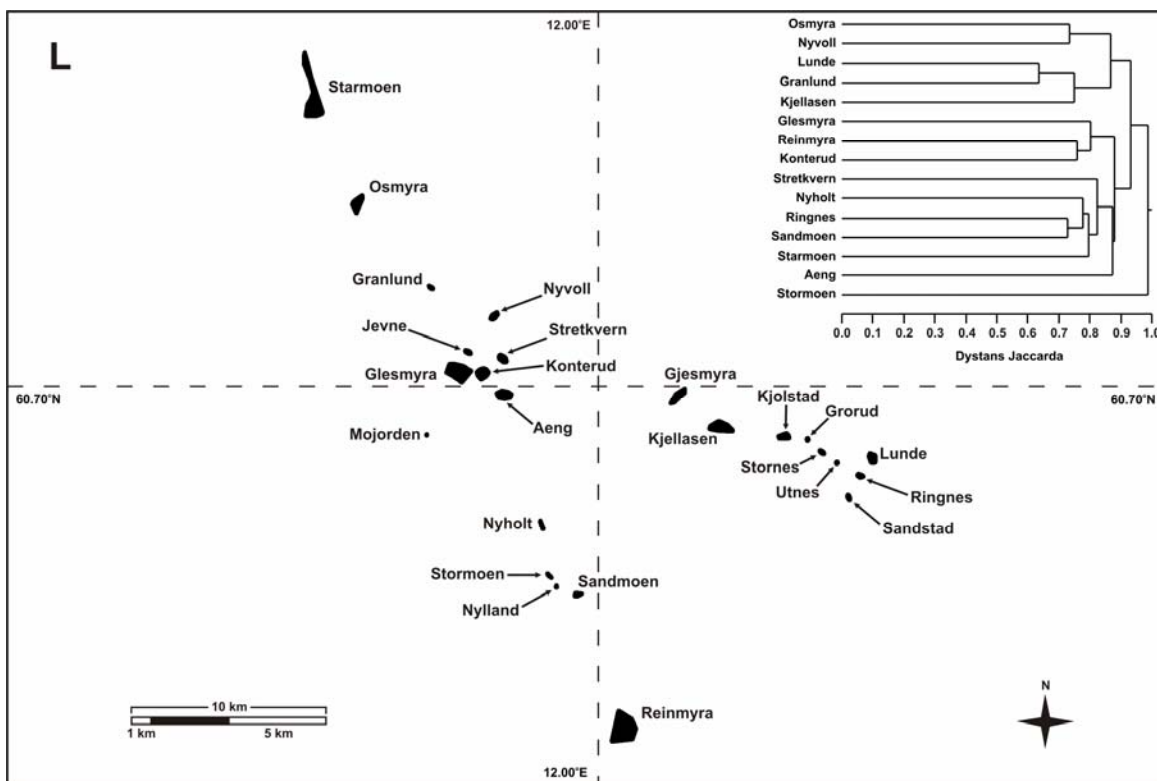 12.00°E
L
Starmoen
Osmyra
Granlund
Nyvoll
Jevne
Stretkvern
Glesmyra
Konterud
60.70°N
Gjesmyra
60.70°N
Aeng
Mojorden
Kjellasen
Kjolstad
Grorud
Stornes
Lunde
Utnes
Ringnes
Sandstad
Nyholt
Stormoen
Sandmoen
Nylland
Reinmyra
10 km
1 km 5 km
N
12.00°E
Osmyra
Nyvoll
Lunde
Granlund
Kjellasen
Glesmyra
Reinmyra
Konterud
Stretkvern
Nyholt
Ringnes
Sandmoen
Starmoen
Aeng
Stormoen
0.0 0.1 0.2 0.3 0.4 0.5 0.6 0.7 0.8 0.9 1.0
Dystans Jaccarda